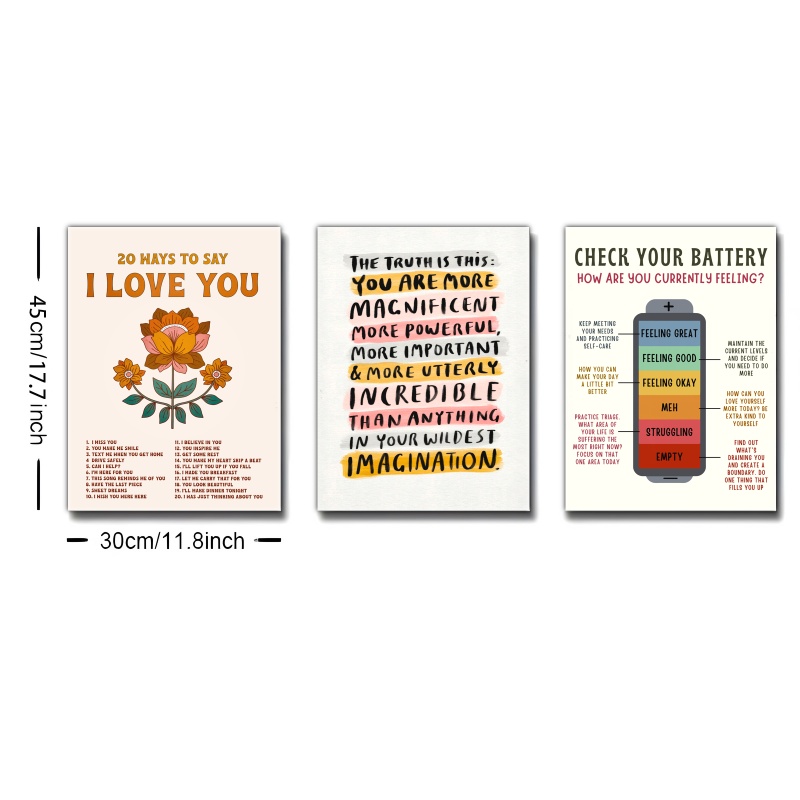 45cm/17.7inch
30cm/11.8inch
20 WAYS TO SAY
I LOVE YOU
1. I MISS YOU
2. YOU MAKE ME SMILE
3. TEXT ME WHEN YOU GET HOME
4 DRIVE SAFELY
5. CAN I HELP?
6. I'M HERE FOR YOU
7. THIS SONG REMINDS ME OF YOU
8. HAVE THE LAST PIECE
9. SWEET DREAMS
10. I WISH YOU WERE HERE
11. I BELIEVE IN YOU
12. YOU INSPIRE ME
13. GET SOME REST
14. YOU MAKE MY HEART SKIP A BEAT
15. I'LL LIFT YOU UP IF YOU FALL
16. I MADE YOU BREAKFAST
17. LET ME CARRY THAT FOR YOU
18. YOU LOOK BEAUTIFUL
19. I'LL MAKE DINNER TONIGHT
20. I WAS JUST THINKING ABOUT YOU
THE TRUTH IS THIS:
YOU ARE MORE
MAGNIFICENT
MORE POWERFUL,
MORE IMPORTANT
& MORE UTTERLY
INCREDIBLE
THAN ANYTHING
IN YOUR WILDEST
IMAGINATION.
CHECK YOUR BATTERY
HOW ARE YOU CURRENTLY FEELING?
+
FEELING GREAT
FEELING GOOD
FEELING OKAY
MEH
STRUGGLING
EMPTY
KEEP MEETING
YOUR NEEDS
AND PRACTICING
SELF-CARE
MAINTAIN THE
CURRENT LEVELS
AND DECIDE IF
YOU NEED TO DO
MORE
HOW YOU CAN
MAKE YOUR DAY
A LITTLE BIT
BETTER
HOW CAN YOU
LOVE YOURSELF
MORE TODAY? BE
EXTRA KIND TO
YOURSELF
PRACTICE TRIAGE.
WHAT AREA OF
YOUR LIFE IS
SUFFERING THE
MOST RIGHT NOW?
FOCUS ON THAT
ONE AREA TODAY
FIND OUT
WHAT'S
DRAINING YOU
AND CREATE A
BOUNDARY. DO
ONE THING THAT
FILLS YOU UP